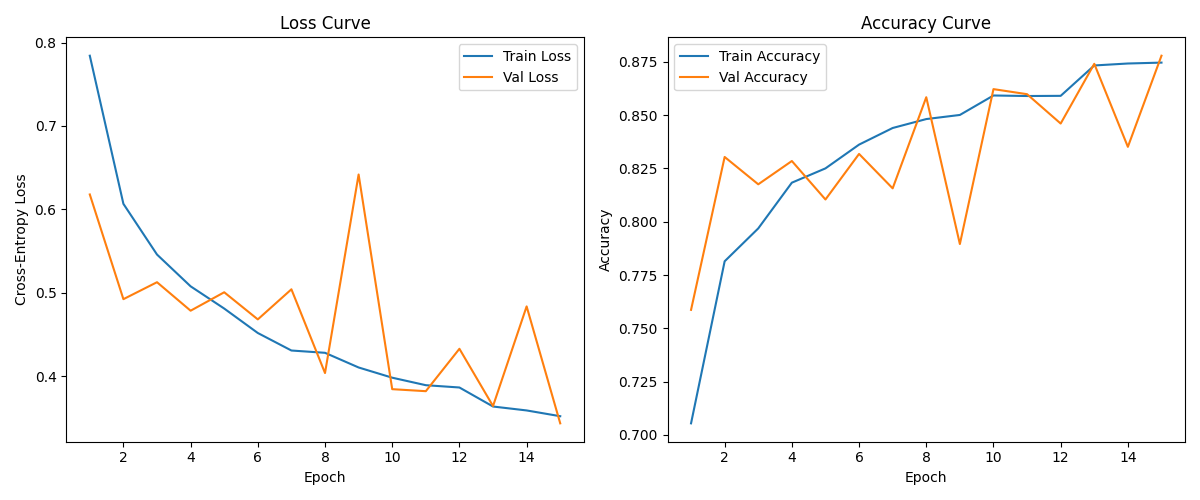 Loss Curve
0.8
0.7
0.6
0.5
0.4
Cross-Entropy Loss
Train Loss
Val Loss
2 4 6 8 10 12 14
Epoch
Accuracy Curve
0.875
0.850
0.825
0.800
0.775
0.750
0.725
0.700
Accuracy
Train Accuracy
Val Accuracy
2 4 6 8 10 12 14
Epoch